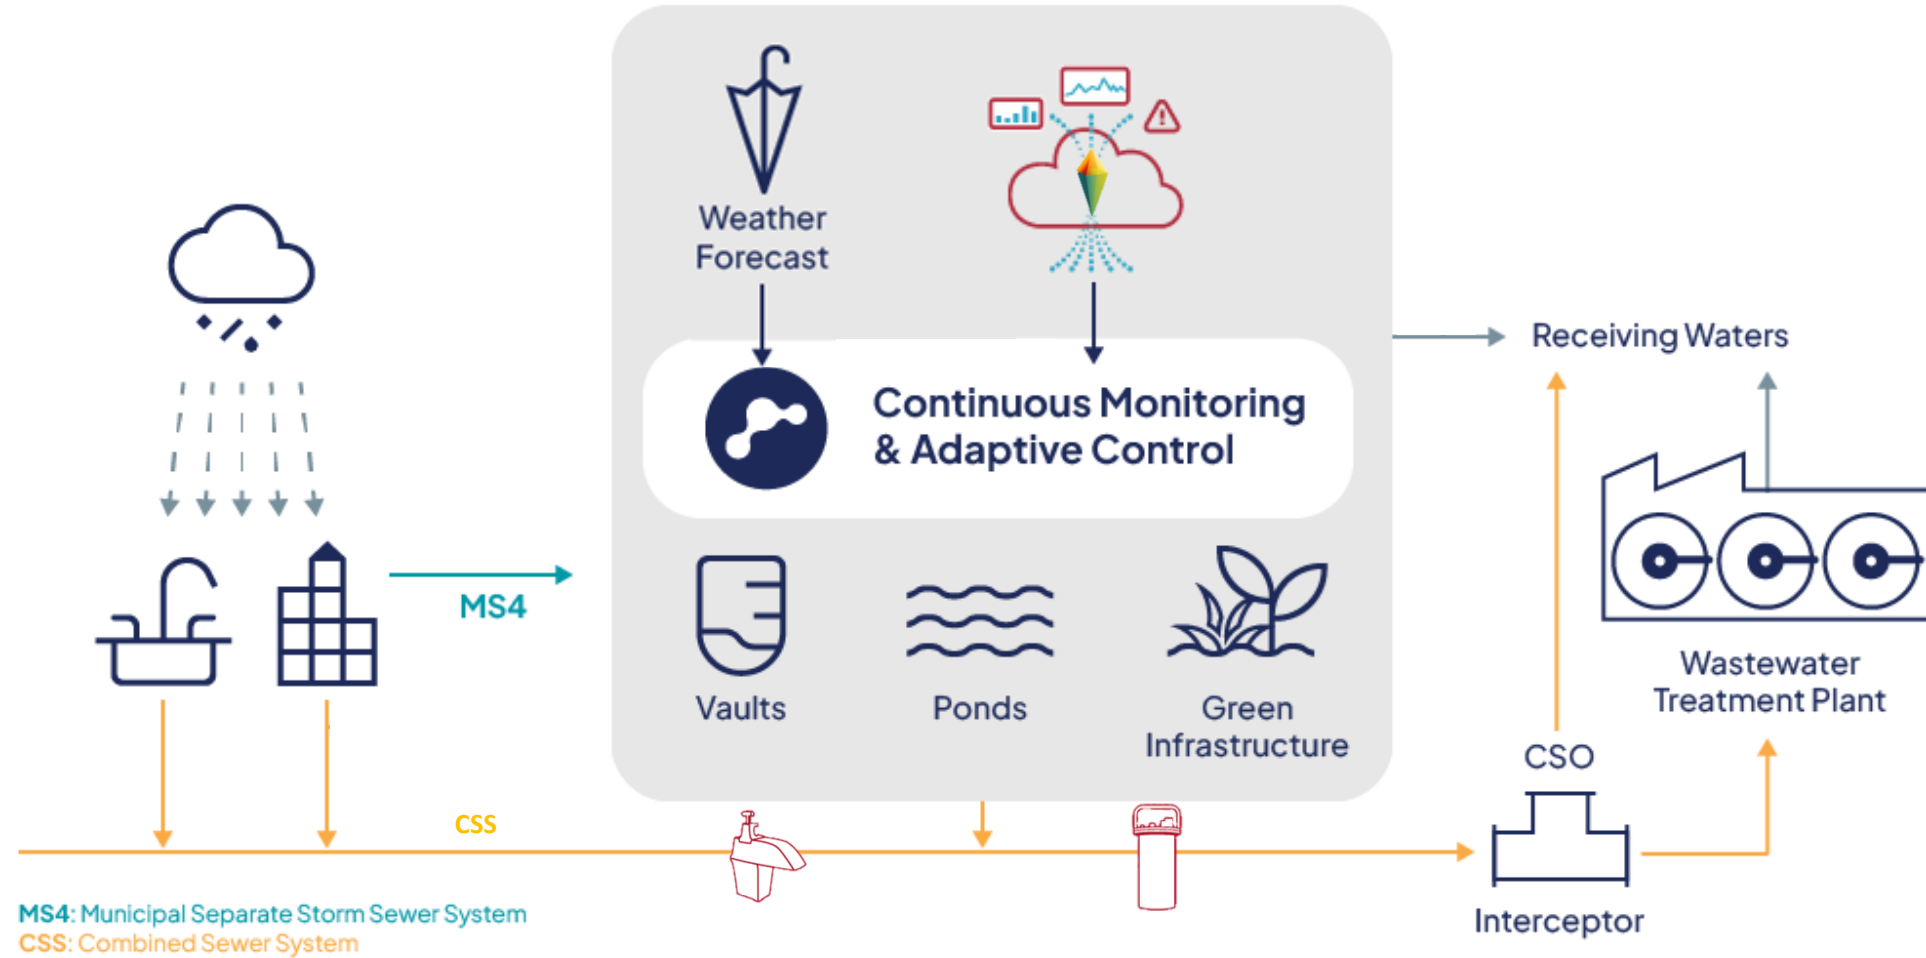 Weather
Forecast
Continuous Monitoring
& Adaptive Control
Receiving Waters
MS4
Vaults
Ponds
Green
Infrastructure
Wastewater
Treatment Plant
CSO
CSS
Interceptor
MS4: Municipal Separate Storm Sewer System
CSS: Combined Sewer System